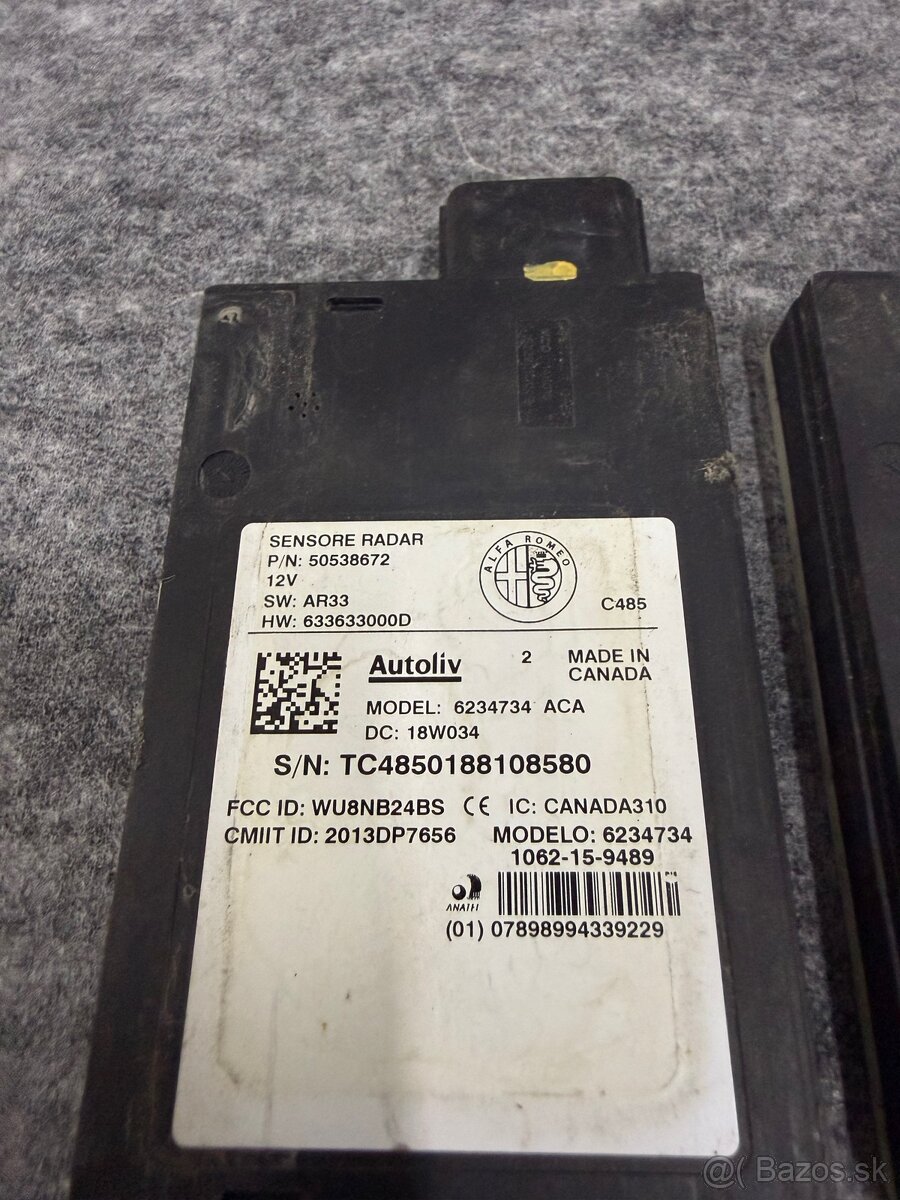 SENSORE RADAR
P/N: 50538672
12V
SW: AR33
HW: 633633000D
ALFA ROMEO
C485
Autoliv
2
MADE IN
CANADA
MODEL: 6234734 ACA
DC: 18W034
S/N: TC4850188108580
FCC ID: WU8NB24BS CE IC: CANADA310
CMIIT ID: 2013DP7656 MODELO: 6234734
1062-15-9489
ANATEL
(01) 07898994339229
@( Bazos.sk